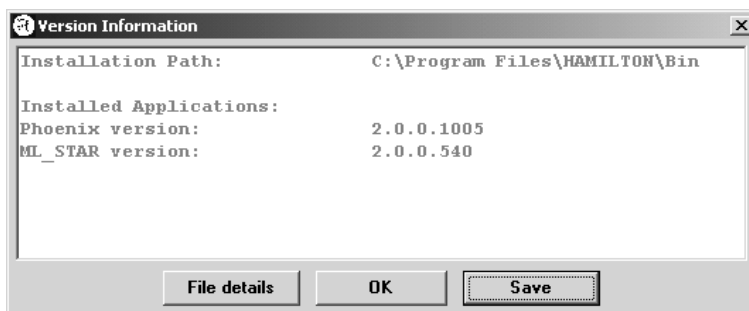 Version Information
Installation Path: C:\Program Files\HAMILTON\Bin
Installed Applications:
Phoenix version: 2.0.0.1005
ML_STAR version: 2.0.0.540
File details OK Save